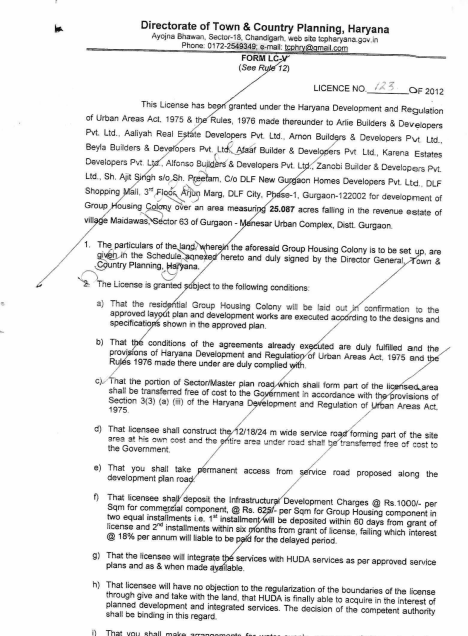 Directorate of Town & Country Planning, Haryana
Ayojna Bhawan, Sector-18, Chandigarh, web site tcpharyana.gov.in
Phone: 0172-2549349; e-mail: tcphry@gmail.com
FORM LC-V
(See Rule 12)
LICENCE NO. 123 OF 2012
This License has been granted under the Haryana Development and Regulation
of Urban Areas Act, 1975 & the Rules, 1976 made thereunder to Arlie Builders & Developers
Pvt. Ltd., Aaliyah Real Estate Developers Pvt. Ltd., Arnon Builders & Developers Pvt. Ltd.,
Beyla Builders & Developers Pvt. Ltd., Afaaf Builder & Developers Pvt. Ltd., Karena Estates
Developers Pvt. Ltd., Alfonso Builders & Developers Pvt. Ltd., Zanobi Builder & Developers Pvt.
Ltd., Sh. Ajit Singh s/o Sh. Preetam, C/o DLF New Gurgaon Homes Developers Pvt. Ltd., DLF
Shopping Mall, 3rd Floor, Arjun Marg, DLF City, Phase-1, Gurgaon-122002 for development of
Group Housing Colony over an area measuring 25.087 acres falling in the revenue estate of
village Maidawas, Sector 63 of Gurgaon - Manesar Urban Complex, Distt. Gurgaon.
1. The particulars of the land, wherein the aforesaid Group Housing Colony is to be set up, are
given in the Schedule annexed hereto and duly signed by the Director General, Town &
Country Planning, Haryana.
2. The License is granted subject to the following conditions:
a) That the residential Group Housing Colony will be laid out in confirmation to the
approved layout plan and development works are executed according to the designs and
specifications shown in the approved plan.
b) That the conditions of the agreements already executed are duly fulfilled and the
provisions of Haryana Development and Regulation of Urban Areas Act, 1975 and the
Rules 1976 made there under are duly complied with.
c) That the portion of Sector/Master plan road which shall form part of the licensed area
shall be transferred free of cost to the Government in accordance with the provisions of
Section 3(3) (a) (iii) of the Haryana Development and Regulation of Urban Areas Act,
1975.
d) That licensee shall construct the 12/18/24 m wide service road forming part of the site
area at his own cost and the entire area under road shall be transferred free of cost to
the Government.
e) That you shall take permanent access from service road proposed along the
development plan road.
f) That licensee shall deposit the Infrastructural Development Charges @ Rs.1000/- per
Sqm for commercial component, @ Rs. 625/- per Sqm for Group Housing component in
two equal installments i.e. 1st installment will be deposited within 60 days from grant of
license and 2nd installments within six months from grant of license, failing which interest
@ 18% per annum will liable to be paid for the delayed period.
g) That the licensee will integrate the services with HUDA services as per approved service
plans and as & when made available.
h) That licensee will have no objection to the regularization of the boundaries of the license
through give and take with the land, that HUDA is finally able to acquire in the interest of
planned development and integrated services. The decision of the competent authority
shall be binding in this regard.
i) That you shall make arrangements for water